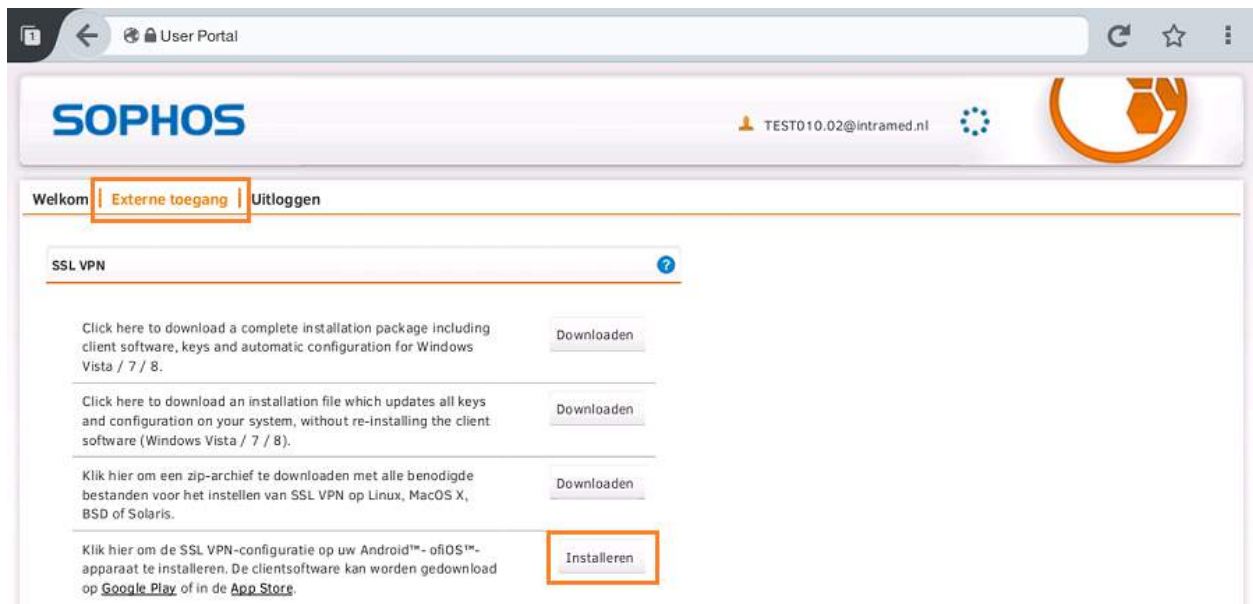 1
User Portal
SOPHOS
TEST010.02@intramed.nl
Welkom | Externe toegang | Uitloggen
SSL VPN
?
Click here to download a complete installation package including
client software, keys and automatic configuration for Windows
Vista / 7 / 8.
Downloaden
Click here to download an installation file which updates all keys
and configuration on your system, without re-installing the client
software (Windows Vista / 7 / 8).
Downloaden
Klik hier om een zip-archief te downloaden met alle benodigde
bestanden voor het instellen van SSL VPN op Linux, MacOS X,
BSD of Solaris.
Downloaden
Klik hier om de SSL VPN-configuratie op uw Android™- ofiOS™-
apparaat te installeren. De clientsoftware kan worden gedownload
op Google Play of in de App Store.
Installeren